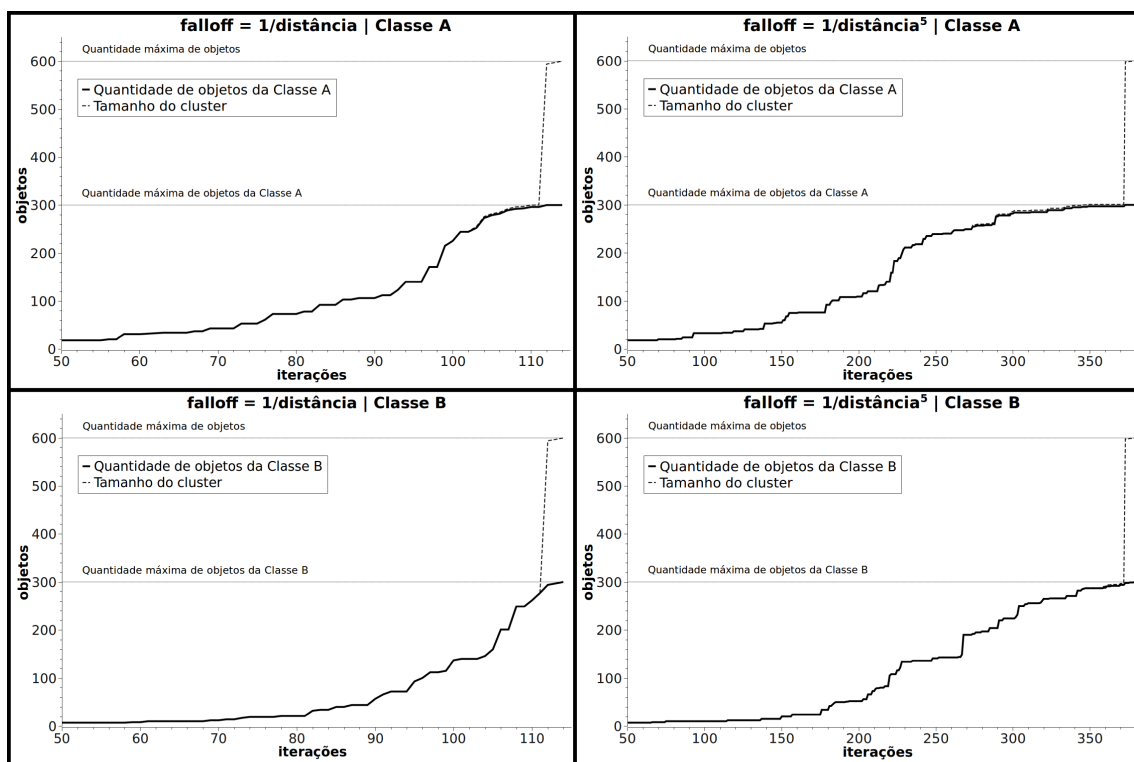 falloff = 1/distância | Classe A
Quantidade máxima de objetos
600
Quantidade de objetos da Classe A
Tamanho do cluster
500
400
objetos
Quantidade máxima de objetos da Classe A
300
200
100
0
50 60 70 80 90 100 110
iterações
falloff = 1/distância⁵ | Classe A
Quantidade máxima de objetos
600
Quantidade de objetos da Classe A
Tamanho do cluster
500
400
objetos
Quantidade máxima de objetos da Classe A
300
200
100
0
50 100 150 200 250 300 350
iterações
falloff = 1/distância | Classe B
Quantidade máxima de objetos
600
Quantidade de objetos da Classe B
Tamanho do cluster
500
400
objetos
Quantidade máxima de objetos da Classe B
300
200
100
0
50 60 70 80 90 100 110
iterações
falloff = 1/distância⁵ | Classe B
Quantidade máxima de objetos
600
Quantidade de objetos da Classe B
Tamanho do cluster
500
400
objetos
Quantidade máxima de objetos da Classe B
300
200
100
0
50 100 150 200 250 300 350
iterações